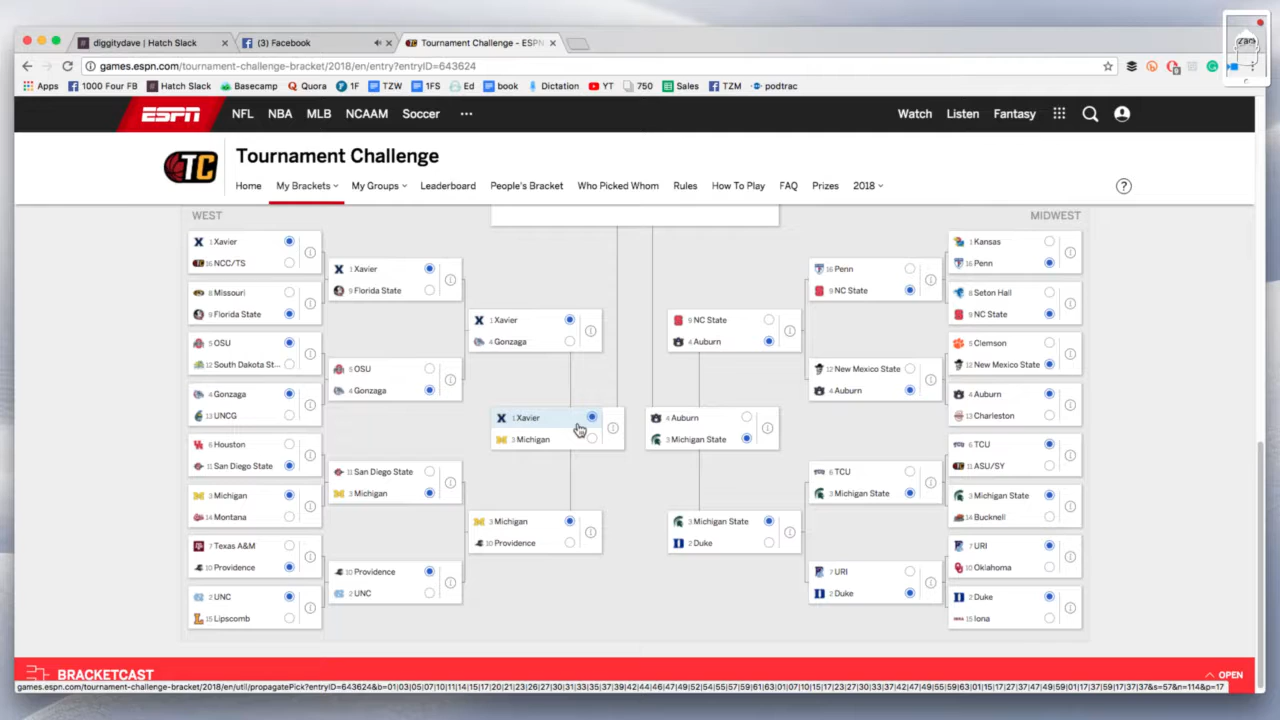 diggitydave | Hatch Slack
(3) Facebook
Tournament Challenge - ESPN
games.espn.com/tournament-challenge-bracket/2018/en/entry?entryID=643624
Apps
1000 Four FB
Hatch Slack
Basecamp
Quora
1F
TZW
1FS
Ed
book
Dictation
YT
750
Sales
TZM
podtrac
ESPN
NFL
NBA
MLB
NCAAM
Soccer
Watch
Listen
Fantasy
TC
Tournament Challenge
Home
My Brackets
My Groups
Leaderboard
People's Bracket
Who Picked Whom
Rules
How To Play
FAQ
Prizes
2018
WEST
1 Xavier
16 NCC/TS
8 Missouri
9 Florida State
5 OSU
12 South Dakota St...
4 Gonzaga
13 UNCG
6 Houston
11 San Diego State
3 Michigan
14 Montana
7 Texas A&M
10 Providence
2 UNC
15 Lipscomb
1 Xavier
9 Florida State
5 OSU
4 Gonzaga
11 San Diego State
3 Michigan
10 Providence
2 UNC
1 Xavier
4 Gonzaga
3 Michigan
10 Providence
1 Xavier
3 Michigan
4 Auburn
3 Michigan State
9 NC State
4 Auburn
3 Michigan State
2 Duke
16 Penn
9 NC State
12 New Mexico State
4 Auburn
6 TCU
3 Michigan State
7 URI
2 Duke
MIDWEST
1 Kansas
16 Penn
8 Seton Hall
9 NC State
5 Clemson
12 New Mexico State
4 Auburn
13 Charleston
6 TCU
11 ASU/SY
3 Michigan State
14 Bucknell
7 URI
10 Oklahoma
2 Duke
15 Iona
BRACKETCAST
OPEN